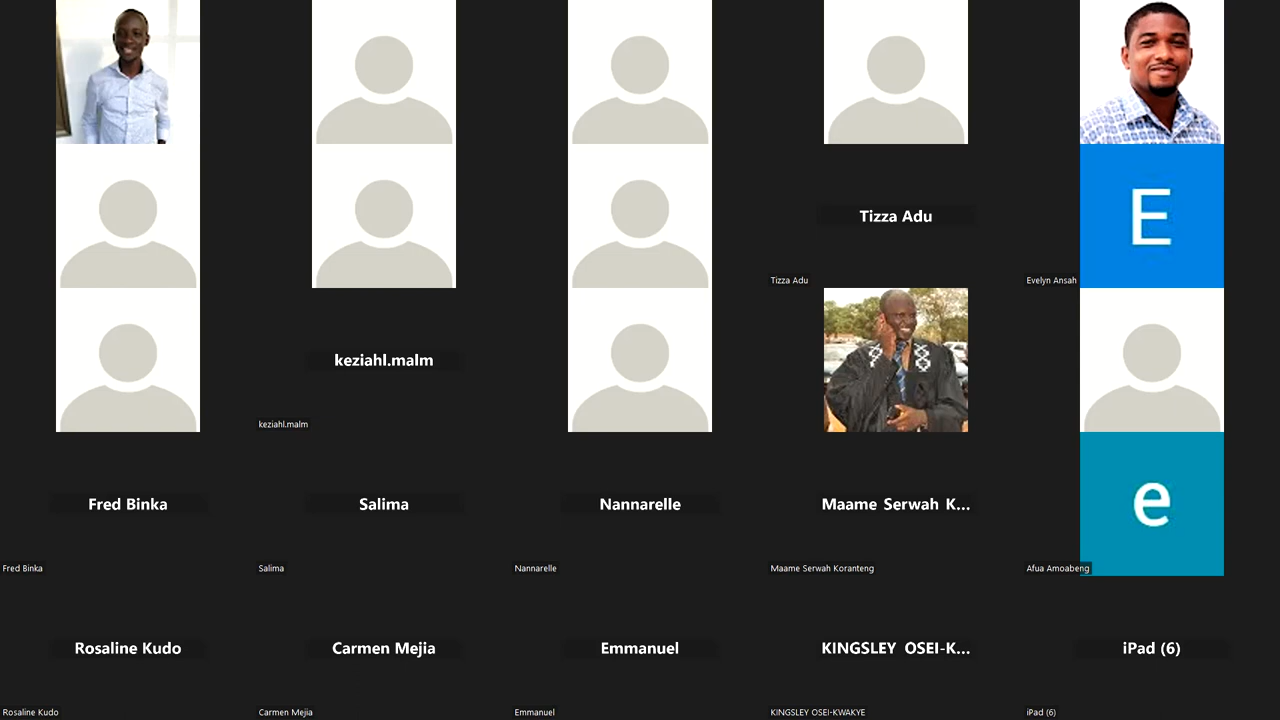 Tizza Adu
Tizza Adu
E
Evelyn Ansah
keziahl.malm
keziahl.malm
Fred Binka
Salima
Nannarelle
Maame Serwah K...
e
Fred Binka
Salima
Nannarelle
Maame Serwah Koranteng
Afua Amoabeng
Rosaline Kudo
Carmen Mejia
Emmanuel
KINGSLEY OSEI-K...
iPad (6)
Rosaline Kudo
Carmen Mejia
Emmanuel
KINGSLEY OSEI-KWAKYE
iPad (6)